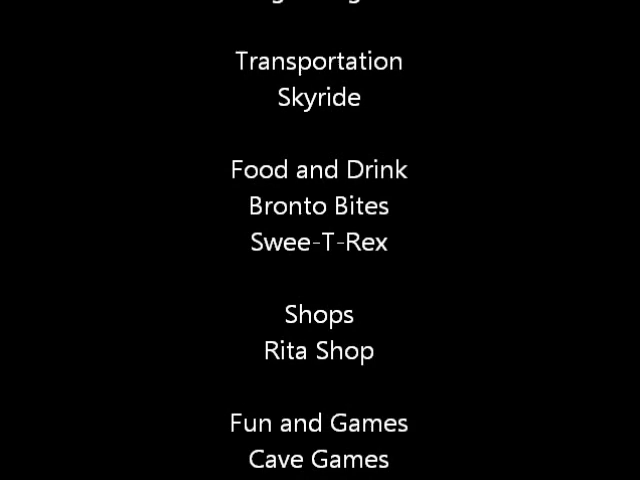 Transportation
Skyride
Food and Drink
Bronto Bites
Swee-T-Rex
Shops
Rita Shop
Fun and Games
Cave Games